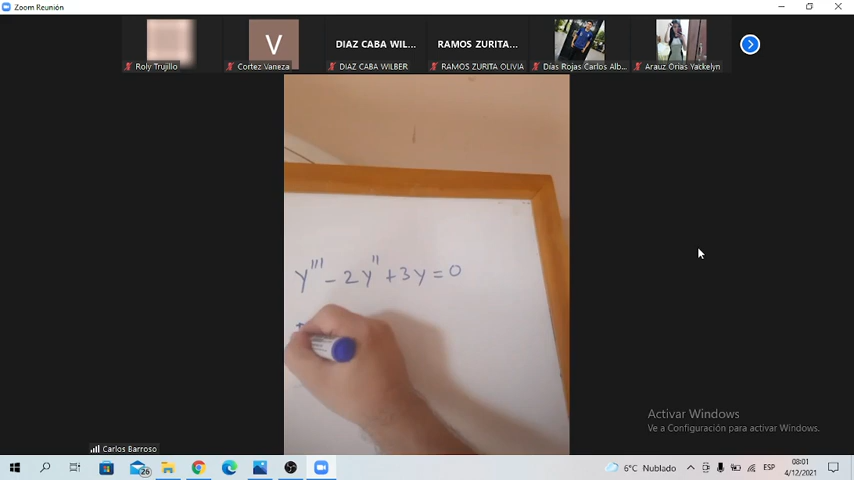 Zoom Reunión
V
DIAZ CABA WIL... RAMOS ZURITA...
Roly Trujillo Cortez Vaneza DIAZ CABA WILBER RAMOS ZURITA OLIVIA Días Rojas Carlos Alb... Arauz Orias Yackelyn
y''' - 2y'' + 3y = 0
Activar Windows
Ve a Configuración para activar Windows.
Carlos Barroso
26
6°C Nublado ESP 08:01
4/12/2021